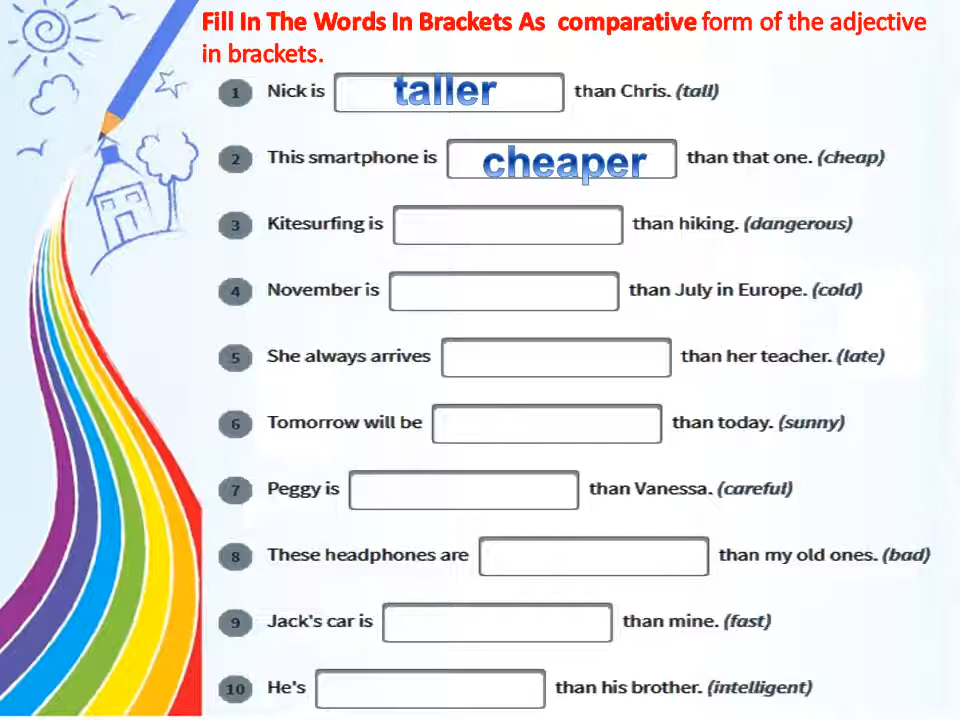 Fill In The Words In Brackets As comparative form of the adjective
in brackets.
1 Nick is taller than Chris. (tall)
2 This smartphone is cheaper than that one. (cheap)
3 Kitesurfing is than hiking. (dangerous)
4 November is than July in Europe. (cold)
5 She always arrives than her teacher. (late)
6 Tomorrow will be than today. (sunny)
7 Peggy is than Vanessa. (careful)
8 These headphones are than my old ones. (bad)
9 Jack's car is than mine. (fast)
10 He's than his brother. (intelligent)